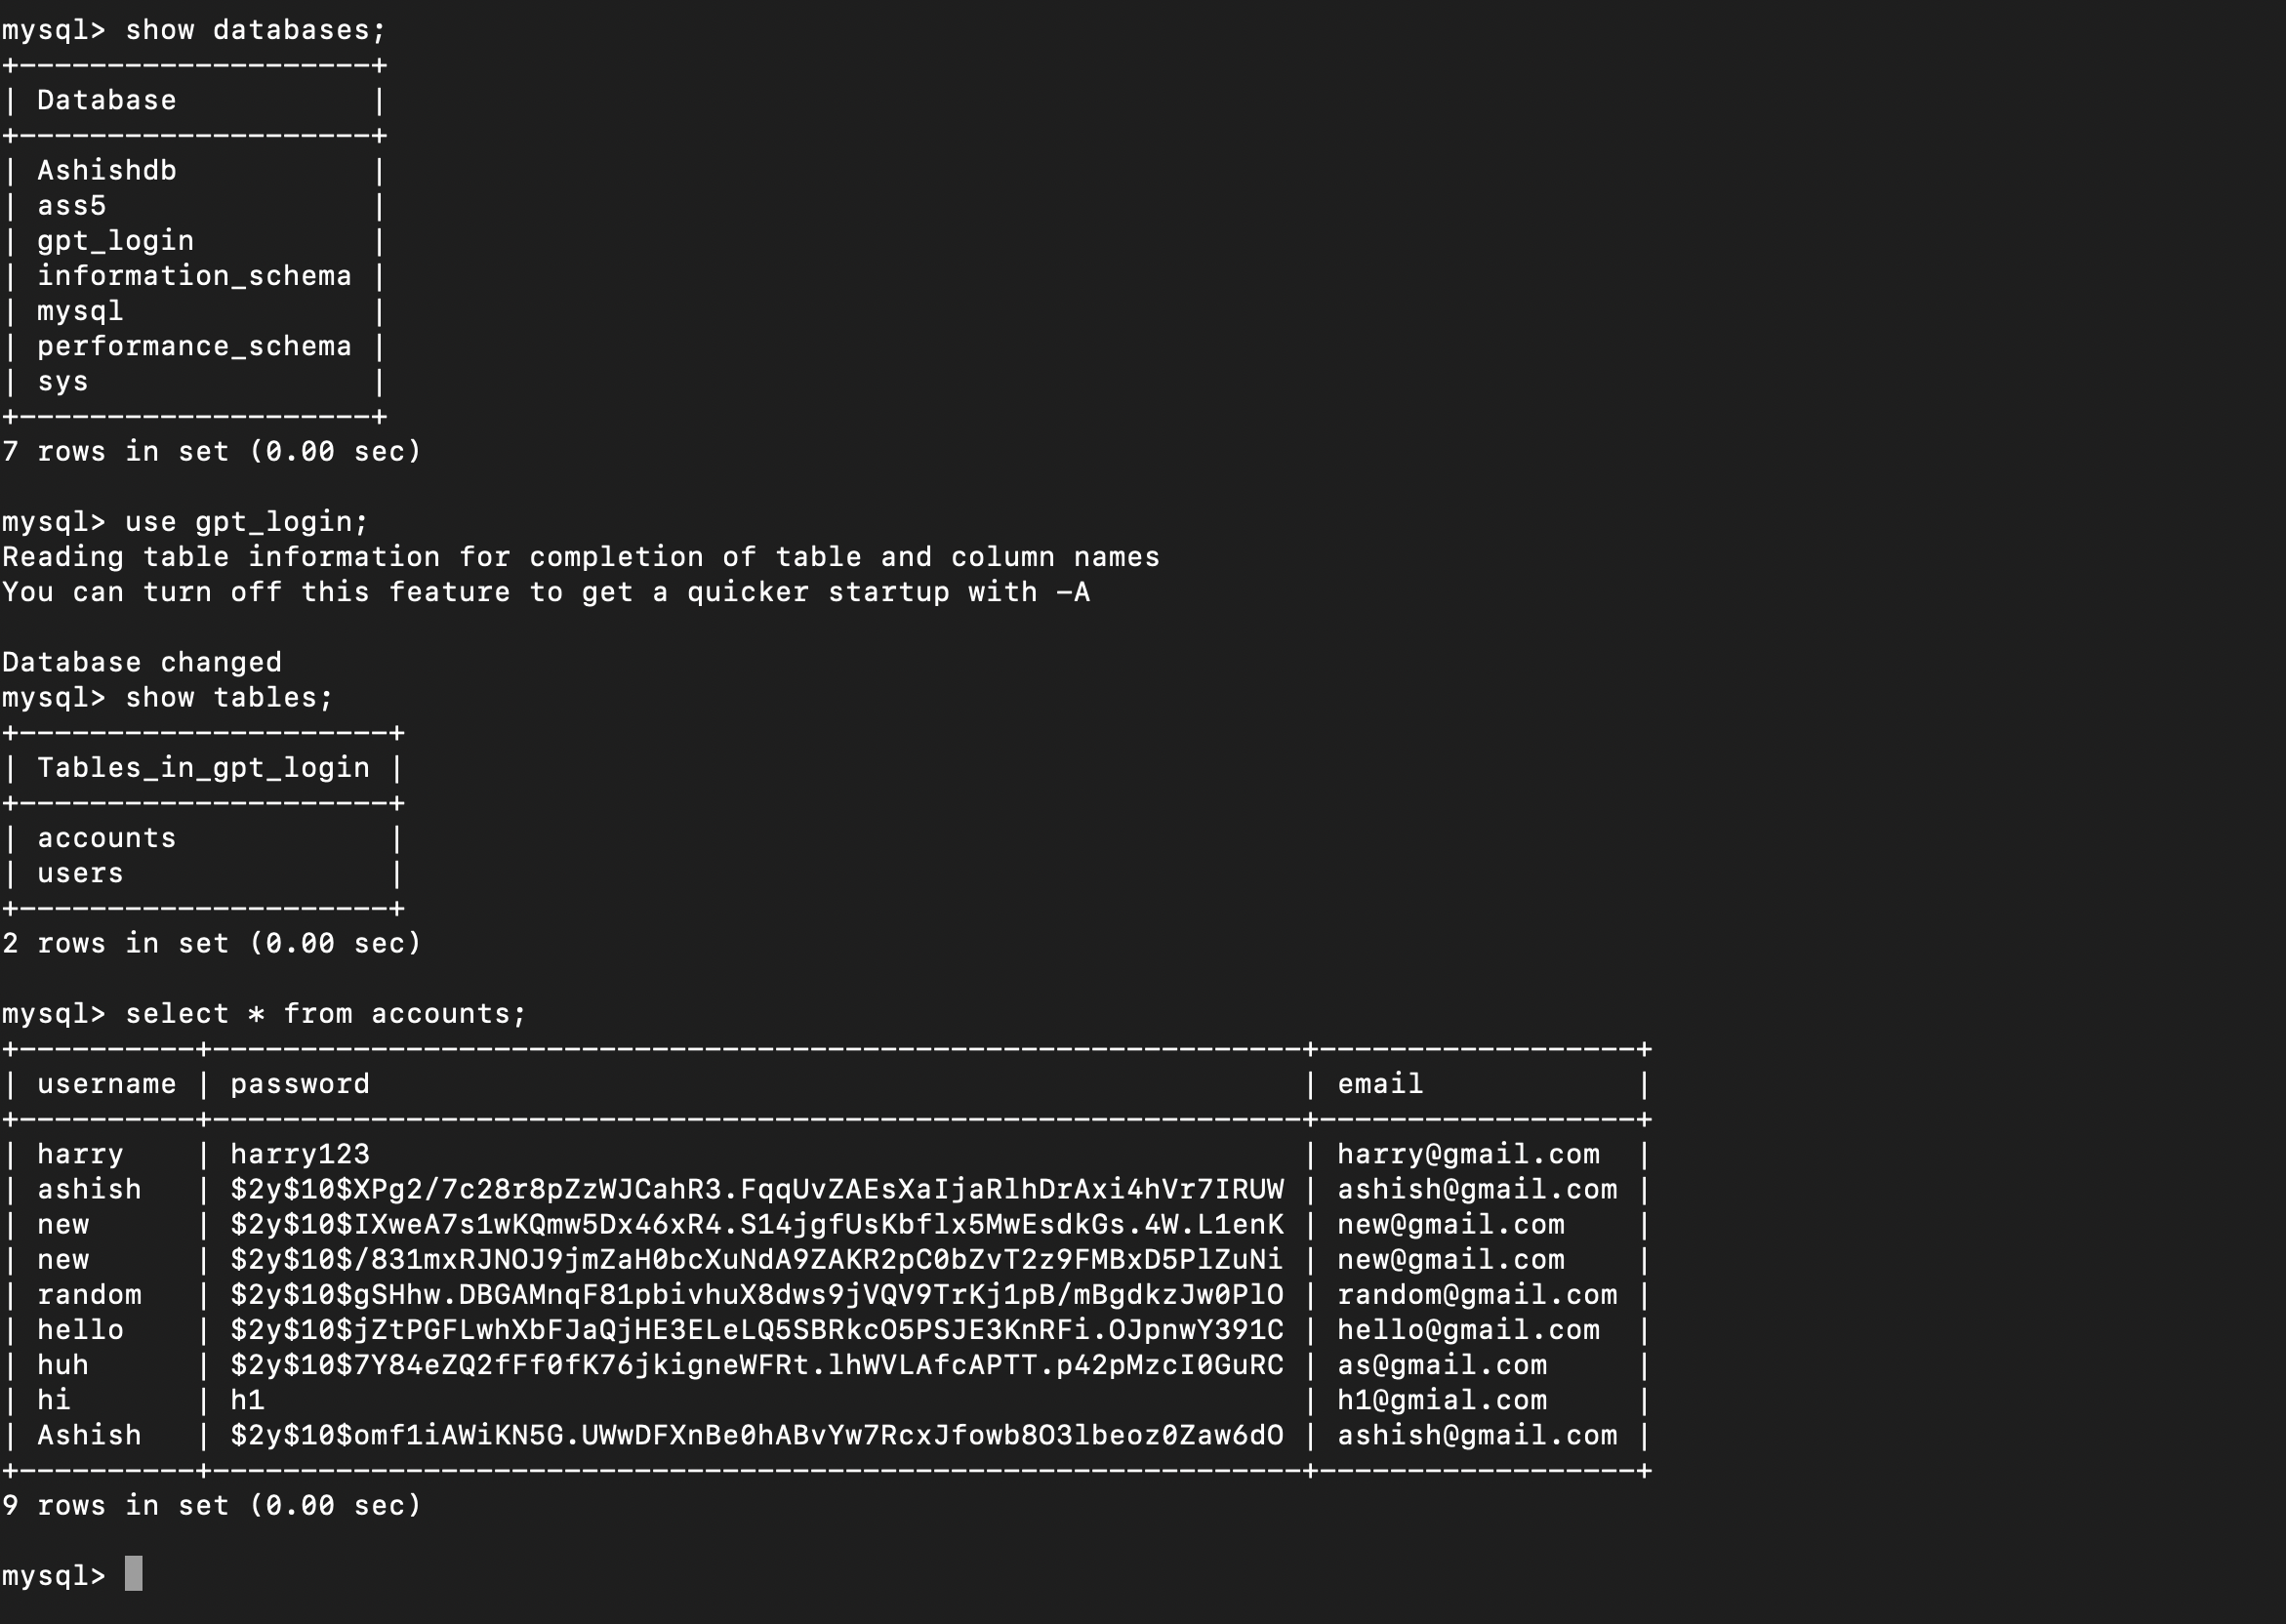 mysql> show databases;
+--------------------+
| Database           |
+--------------------+
| Ashishdb           |
| ass5               |
| gpt_login          |
| information_schema |
| mysql              |
| performance_schema |
| sys                |
+--------------------+
7 rows in set (0.00 sec)

mysql> use gpt_login;
Reading table information for completion of table and column names
You can turn off this feature to get a quicker startup with -A

Database changed
mysql> show tables;
+---------------------+
| Tables_in_gpt_login |
+---------------------+
| accounts            |
| users               |
+---------------------+
2 rows in set (0.00 sec)

mysql> select * from accounts;
+----------+--------------------------------------------------------------+------------------+
| username | password                                                     | email            |
+----------+--------------------------------------------------------------+------------------+
| harry    | harry123                                                     | harry@gmail.com  |
| ashish   | $2y$10$XPg2/7c28r8pZzWJCahR3.FqqUvZAEsXaIjaRlhDrAxi4hVr7IRUW | ashish@gmail.com |
| new      | $2y$10$IXweA7s1wKQmw5Dx46xR4.S14jgfUsKbflx5MwEsdkGs.4W.L1enK | new@gmail.com    |
| new      | $2y$10$/831mxRJNOJ9jmZaH0bcXuNdA9ZAKR2pC0bZvT2z9FMBxD5PlZuNi | new@gmail.com    |
| random   | $2y$10$gSHhw.DBGAMnqF81pbivhuX8dws9jVQV9TrKj1pB/mBgdkzJw0PlO | random@gmail.com |
| hello    | $2y$10$jZtPGFLwhXbFJaQjHE3ELeLQ5SBRkcO5PSJE3KnRFi.OJpnwY391C | hello@gmail.com  |
| huh      | $2y$10$7Y84eZQ2fFf0fK76jkigneWFRt.lhWVLAfcAPTT.p42pMzcI0GuRC | as@gmail.com     |
| hi       | h1                                                           | h1@gmial.com     |
| Ashish   | $2y$10$omf1iAWiKN5G.UWwDFXnBe0hABvYw7RcxJfowb8O3lbeoz0Zaw6dO | ashish@gmail.com |
+----------+--------------------------------------------------------------+------------------+
9 rows in set (0.00 sec)

mysql>